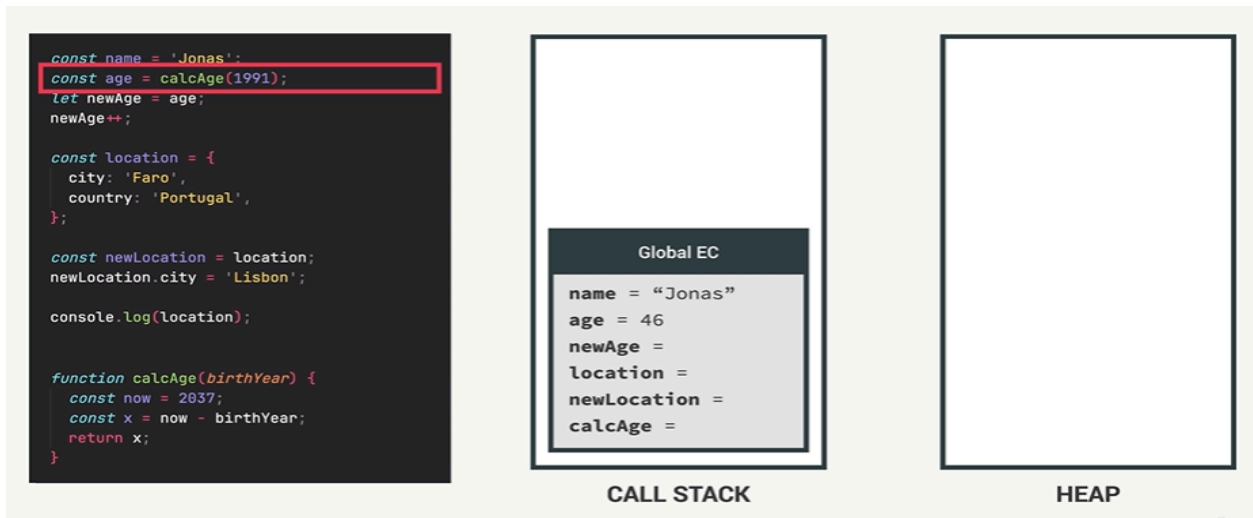 const name = 'Jonas';
const age = calcAge(1991);
let newAge = age;
newAge++;
const location = {
city: 'Faro',
country: 'Portugal',
};
const newLocation = location;
newLocation.city = 'Lisbon';
console.log(location);
function calcAge(birthYear) {
const now = 2037;
const x = now - birthYear;
return x;
}
Global EC
name = “Jonas”
age = 46
newAge =
location =
newLocation =
calcAge =
CALL STACK
HEAP